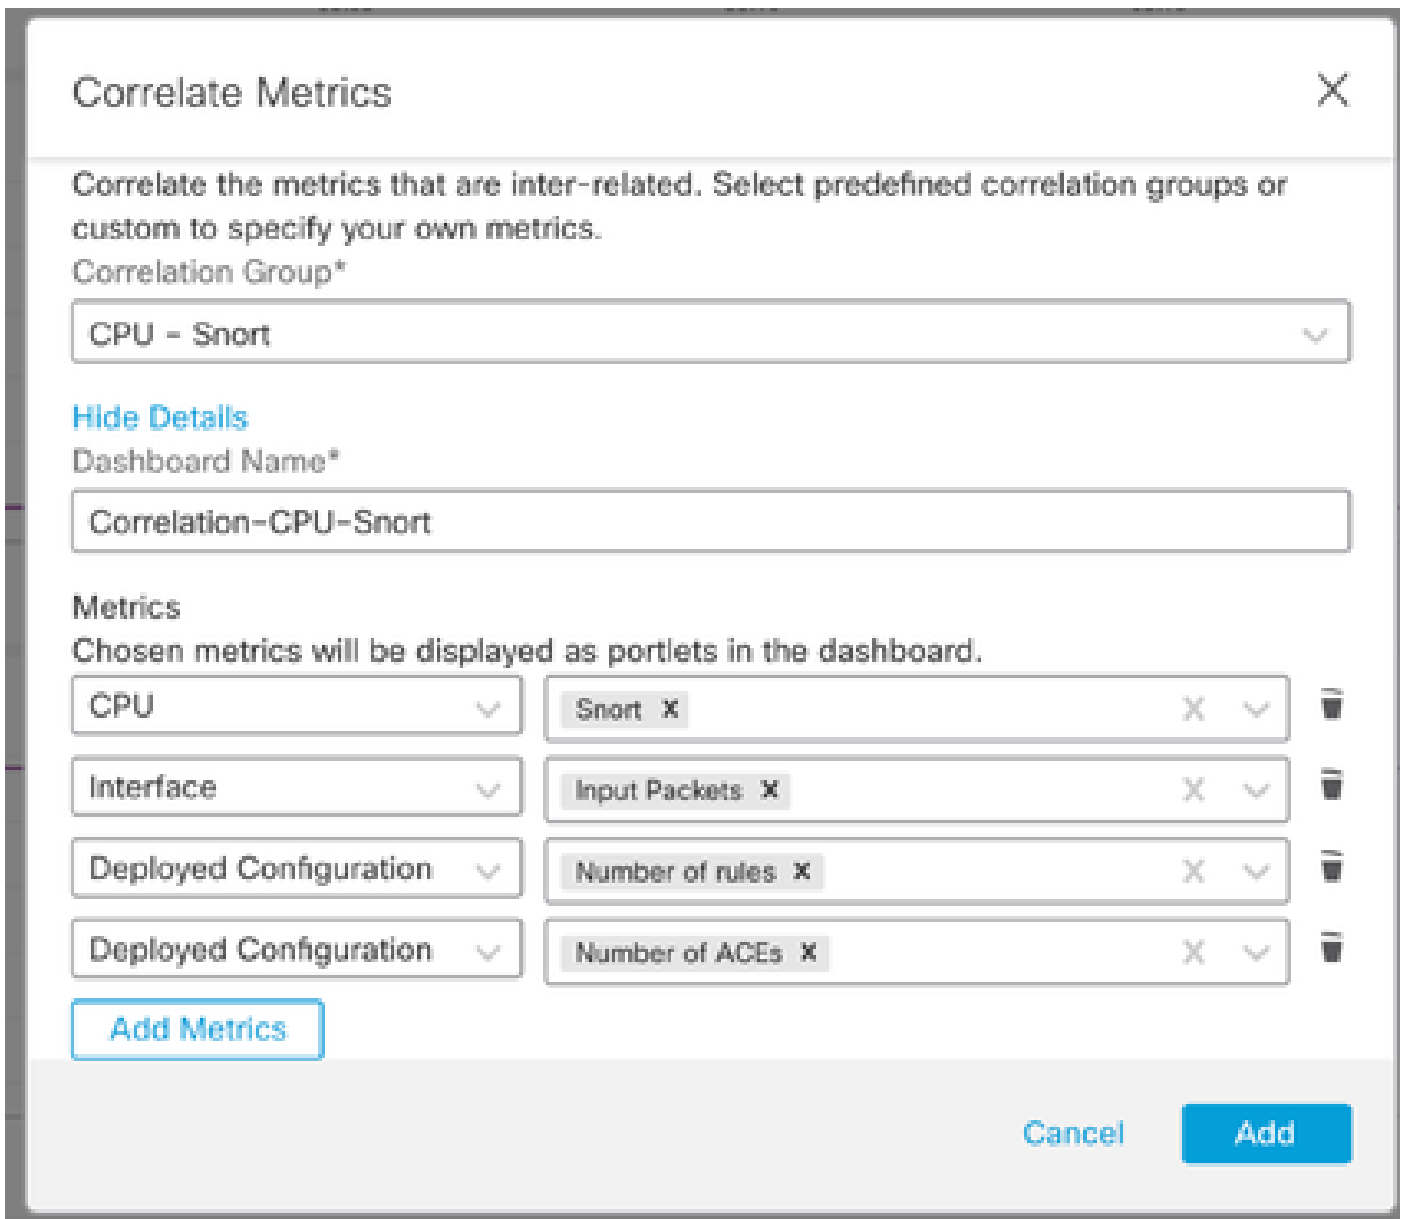 Correlate Metrics
Correlate the metrics that are inter-related. Select predefined correlation groups or
custom to specify your own metrics.
Correlation Group*
CPU - Snort
Hide Details
Dashboard Name*
Correlation-CPU-Snort
Metrics
Chosen metrics will be displayed as portlets in the dashboard.
CPU Snort x
Interface Input Packets x
Deployed Configuration Number of rules x
Deployed Configuration Number of ACEs x
Add Metrics
Cancel Add